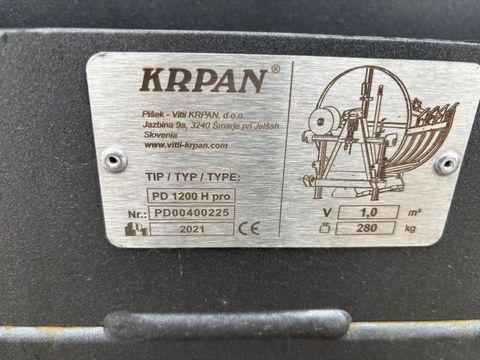 KRPAN®
Pišek - Vitli KRPAN, d.o.o.
Jazbina 9a, 3240 Šmarje pri Jelšah
Slovenia
www.vitli-krpan.com
TIP / TYP / TYPE:
PD 1200 H pro
Nr.: PD00400225
2021 CE
V 1,0 m³
280 kg